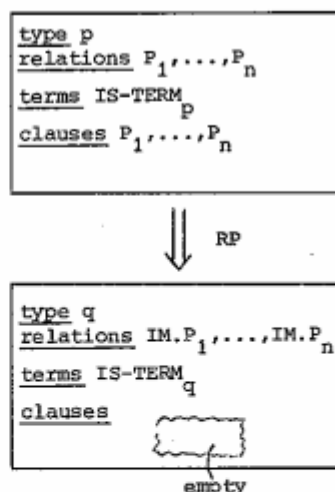 type p
relations P1,...,Pn
terms IS-TERMp
clauses P1,...,Pn
RP
type q
relations IM.P1,...,IM.Pn
terms IS-TERMq
clauses
empty